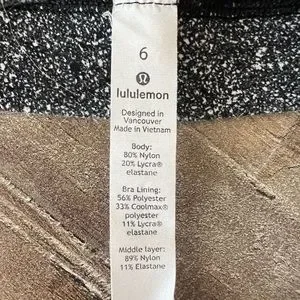 6
lululemon
Designed in
Vancouver
Made in Vietnam
Body:
80% Nylon
20% Lycra®
elastane
Bra Lining:
56% Polyester
33% Coolmax®
polyester
11% Lycra®
elastane
Middle layer:
89% Nylon
11% Elastane